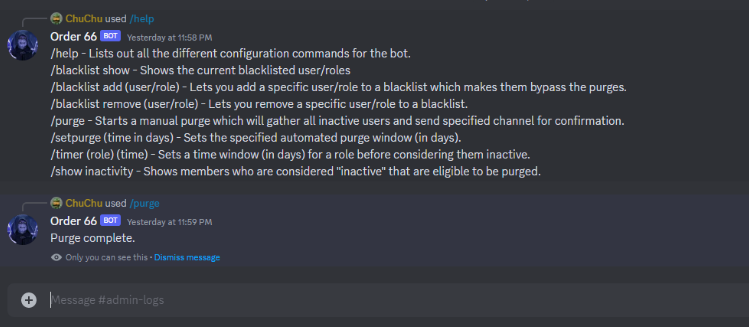 ChuChu used /help
Order 66 BOT Yesterday at 11:58 PM
/help - Lists out all the different configuration commands for the bot.
/blacklist show - Shows the current blacklisted user/roles
/blacklist add (user/role) - Lets you add a specific user/role to a blacklist which makes them bypass the purges.
/blacklist remove (user/role) - Lets you remove a specific user/role to a blacklist.
/purge - Starts a manual purge which will gather all inactive users and send specified channel for confirmation.
/setpurge (time in days) - Sets the specified automated purge window (in days).
/timer (role) (time) - Sets a time window (in days) for a role before considering them inactive.
/show inactivity - Shows members who are considered "inactive" that are eligible to be purged.
ChuChu used /purge
Order 66 BOT Yesterday at 11:59 PM
Purge complete.
Only you can see this • Dismiss message
Message #admin-logs